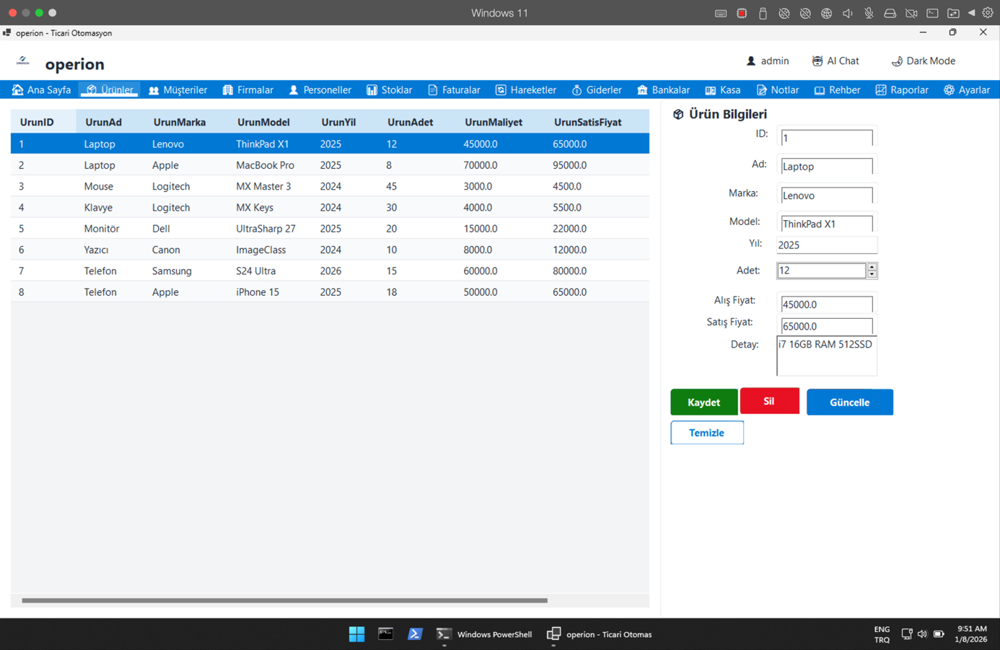 Windows 11
operion - Ticari Otomasyon
OPERION
operion
admin
AI Chat
Dark Mode
Ana Sayfa Ürünler Müşteriler Firmalar Personeller Stoklar Faturalar Hareketler Giderler Bankalar Kasa Notlar Rehber Raporlar Ayarlar
UrunID UrunAd UrunMarka UrunModel UrunYil UrunAdet UrunMaliyet UrunSatisFiyat
1 Laptop Lenovo ThinkPad X1 2025 12 45000.0 65000.0
2 Laptop Apple MacBook Pro 2025 8 70000.0 95000.0
3 Mouse Logitech MX Master 3 2024 45 3000.0 4500.0
4 Klavye Logitech MX Keys 2024 30 4000.0 5500.0
5 Monitör Dell UltraSharp 27 2025 20 15000.0 22000.0
6 Yazıcı Canon ImageClass 2024 10 8000.0 12000.0
7 Telefon Samsung S24 Ultra 2026 15 60000.0 80000.0
8 Telefon Apple iPhone 15 2025 18 50000.0 65000.0
Ürün Bilgileri
ID: 1
Ad: Laptop
Marka: Lenovo
Model: ThinkPad X1
Yıl: 2025
Adet: 12
Alış Fiyat: 45000.0
Satış Fiyat: 65000.0
Detay: i7 16GB RAM 512SSD
Kaydet Sil Güncelle
Temizle
Windows PowerShell
operion - Ticari Otomas
ENG
TRQ
9:51 AM
1/8/2026